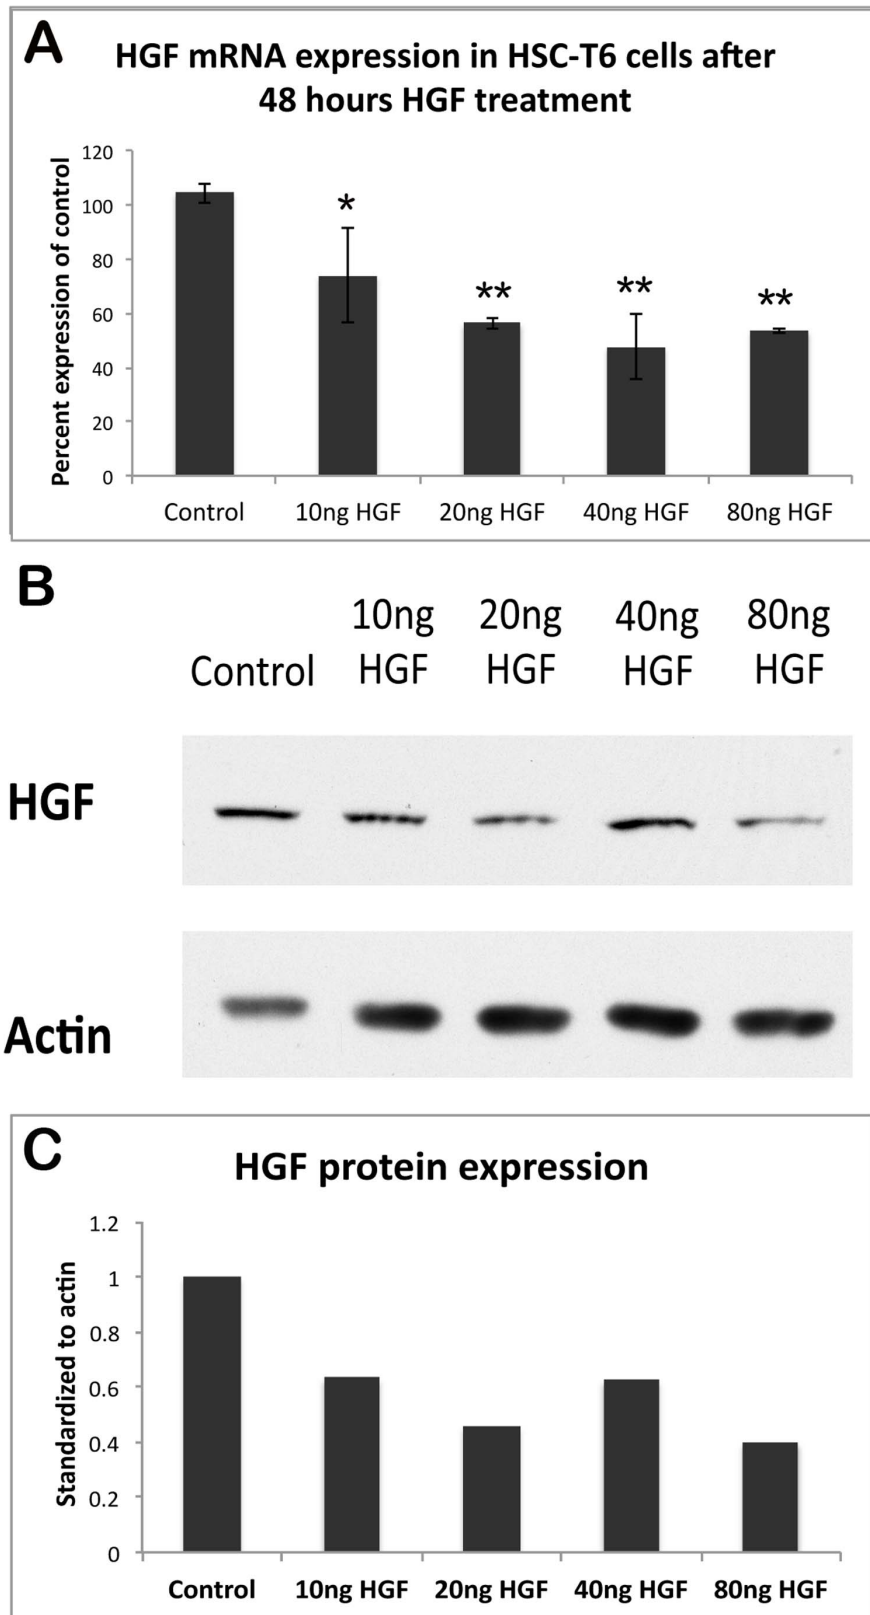 A
HGF mRNA expression in HSC-T6 cells after
48 hours HGF treatment
Percent expression of control
120
100
80
60
40
20
0
*
**
**
**
Control 10ng HGF 20ng HGF 40ng HGF 80ng HGF
B
Control 10ng HGF 20ng HGF 40ng HGF 80ng HGF
HGF
Actin
C
HGF protein expression
Standardized to actin
1.2
1
0.8
0.6
0.4
0.2
0
Control 10ng HGF 20ng HGF 40ng HGF 80ng HGF